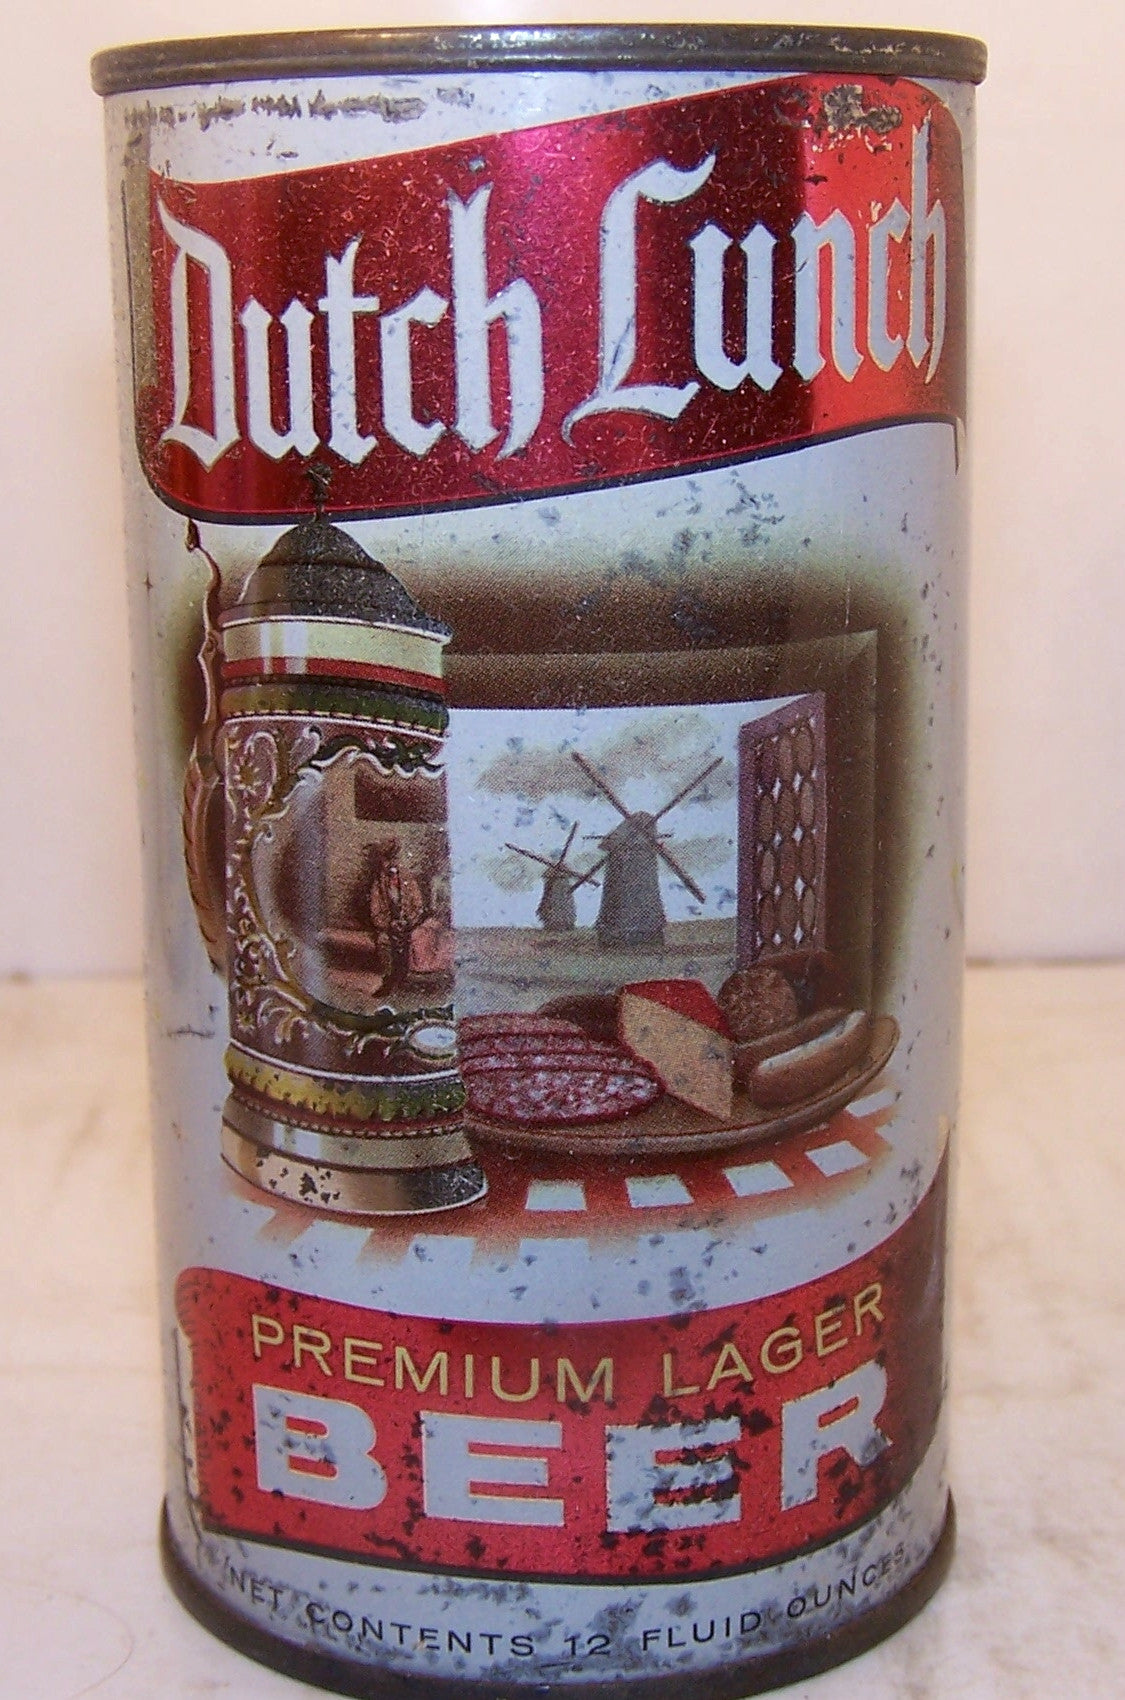 Dutch Lunch
PREMIUM LAGER
BEER
NET CONTENTS 12 FLUID OUNCES